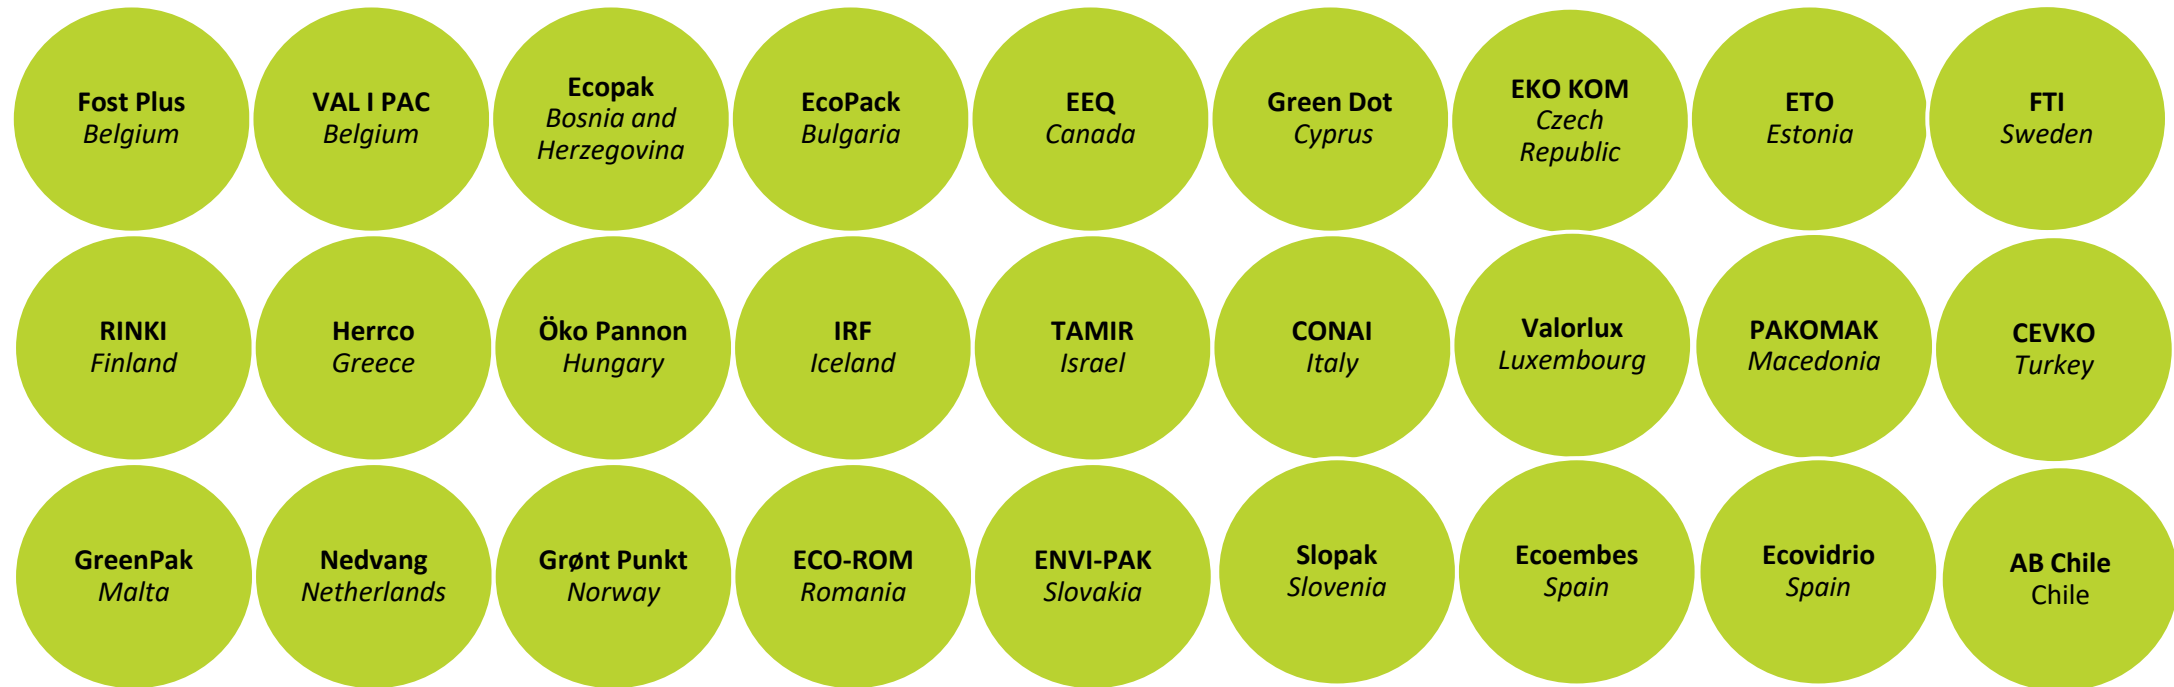 Fost Plus
Belgium
VAL I PAC
Belgium
Ecopak
Bosnia and
Herzegovina
EcoPack
Bulgaria
EEQ
Canada
Green Dot
Cyprus
EKO KOM
Czech
Republic
ETO
Estonia
FTI
Sweden
RINKI
Finland
Herrco
Greece
Öko Pannon
Hungary
IRF
Iceland
TAMIR
Israel
CONAI
Italy
Valorlux
Luxembourg
PAKOMAK
Macedonia
CEVKO
Turkey
GreenPak
Malta
Nedvang
Netherlands
Grønt Punkt
Norway
ECO-ROM
Romania
ENVI-PAK
Slovakia
Slopak
Slovenia
Ecoembes
Spain
Ecovidrio
Spain
AB Chile
Chile